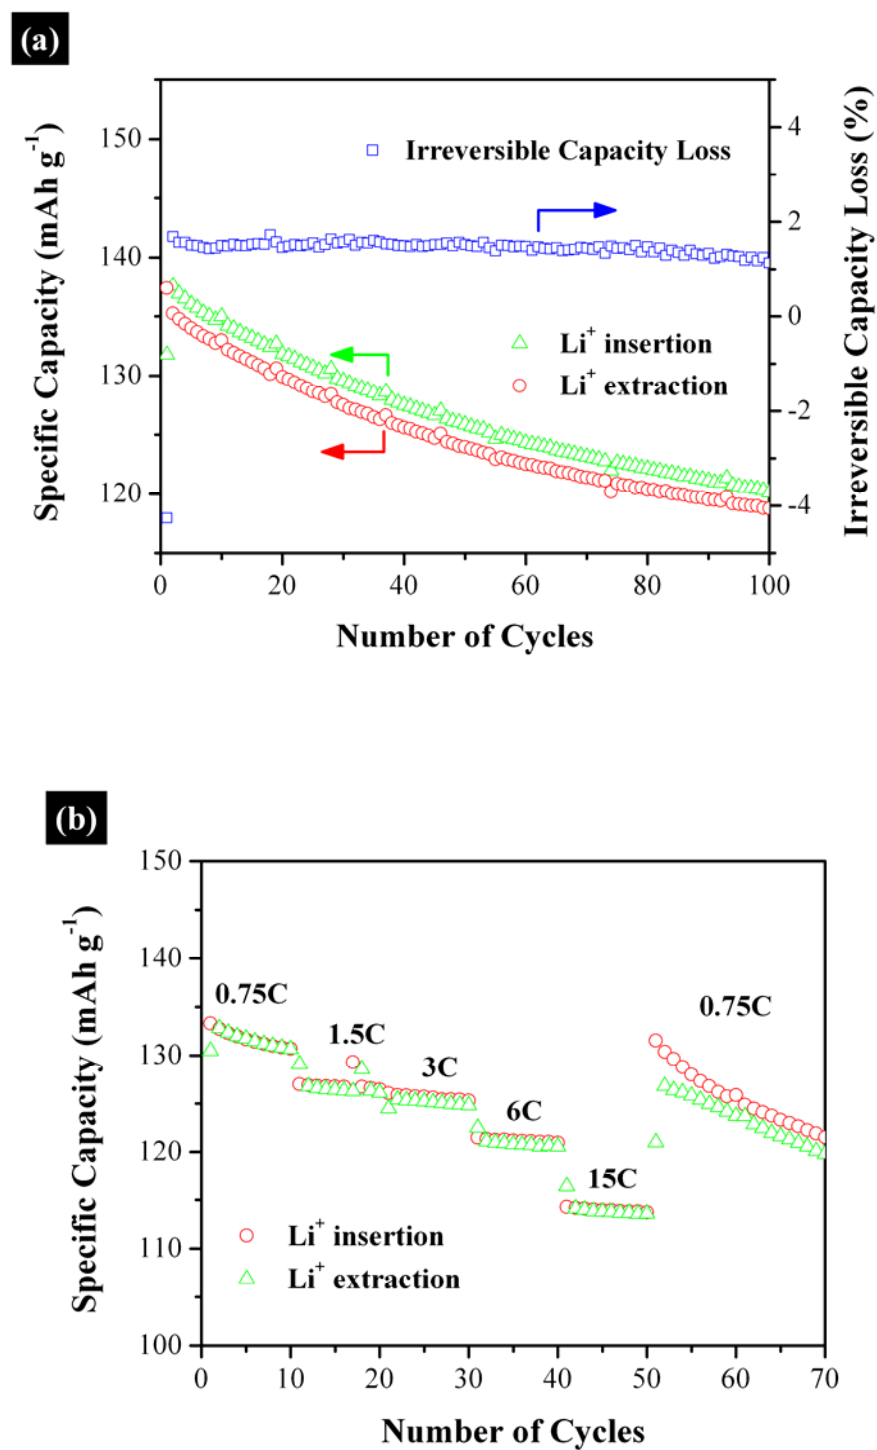 (a)
Specific Capacity (mAh g⁻¹)
150
140
130
120
Irreversible Capacity Loss
Li⁺ insertion
Li⁺ extraction
4
2
0
-2
-4
Irreversible Capacity Loss (%)
0 20 40 60 80 100
Number of Cycles
(b)
Specific Capacity (mAh g⁻¹)
150
140
130
120
110
100
0.75C
1.5C
3C
6C
15C
0.75C
Li⁺ insertion
Li⁺ extraction
0 10 20 30 40 50 60 70
Number of Cycles